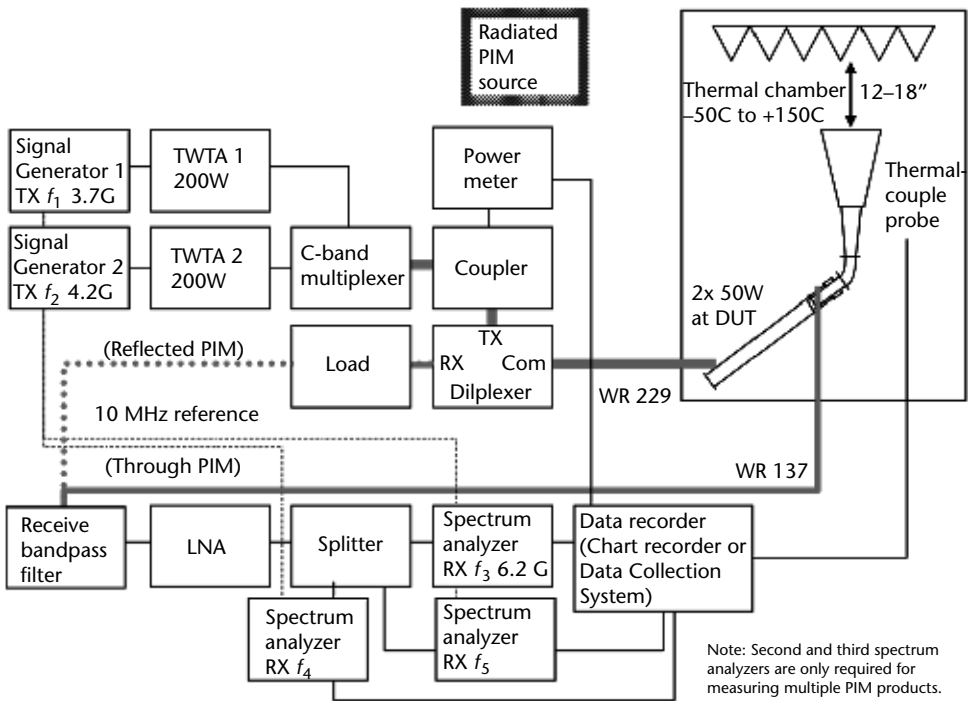 Radiated
PIM
source
Thermal chamber
–50C to +150C
12–18″
Thermal-
couple
probe
Signal
Generator 1
TX f1 3.7G
TWTA 1
200W
Power
meter
Signal
Generator 2
TX f2 4.2G
TWTA 2
200W
C-band
multiplexer
Coupler
2x 50W
at DUT
(Reflected PIM)
Load
TX
RX Com
Dilplexer
WR 229
10 MHz reference
(Through PIM)
WR 137
Receive
bandpass
filter
LNA
Splitter
Spectrum
analyzer
RX f3 6.2 G
Data recorder
(Chart recorder or
Data Collection
System)
Spectrum
analyzer
RX f4
Spectrum
analyzer
RX f5
Note: Second and third spectrum
analyzers are only required for
measuring multiple PIM products.